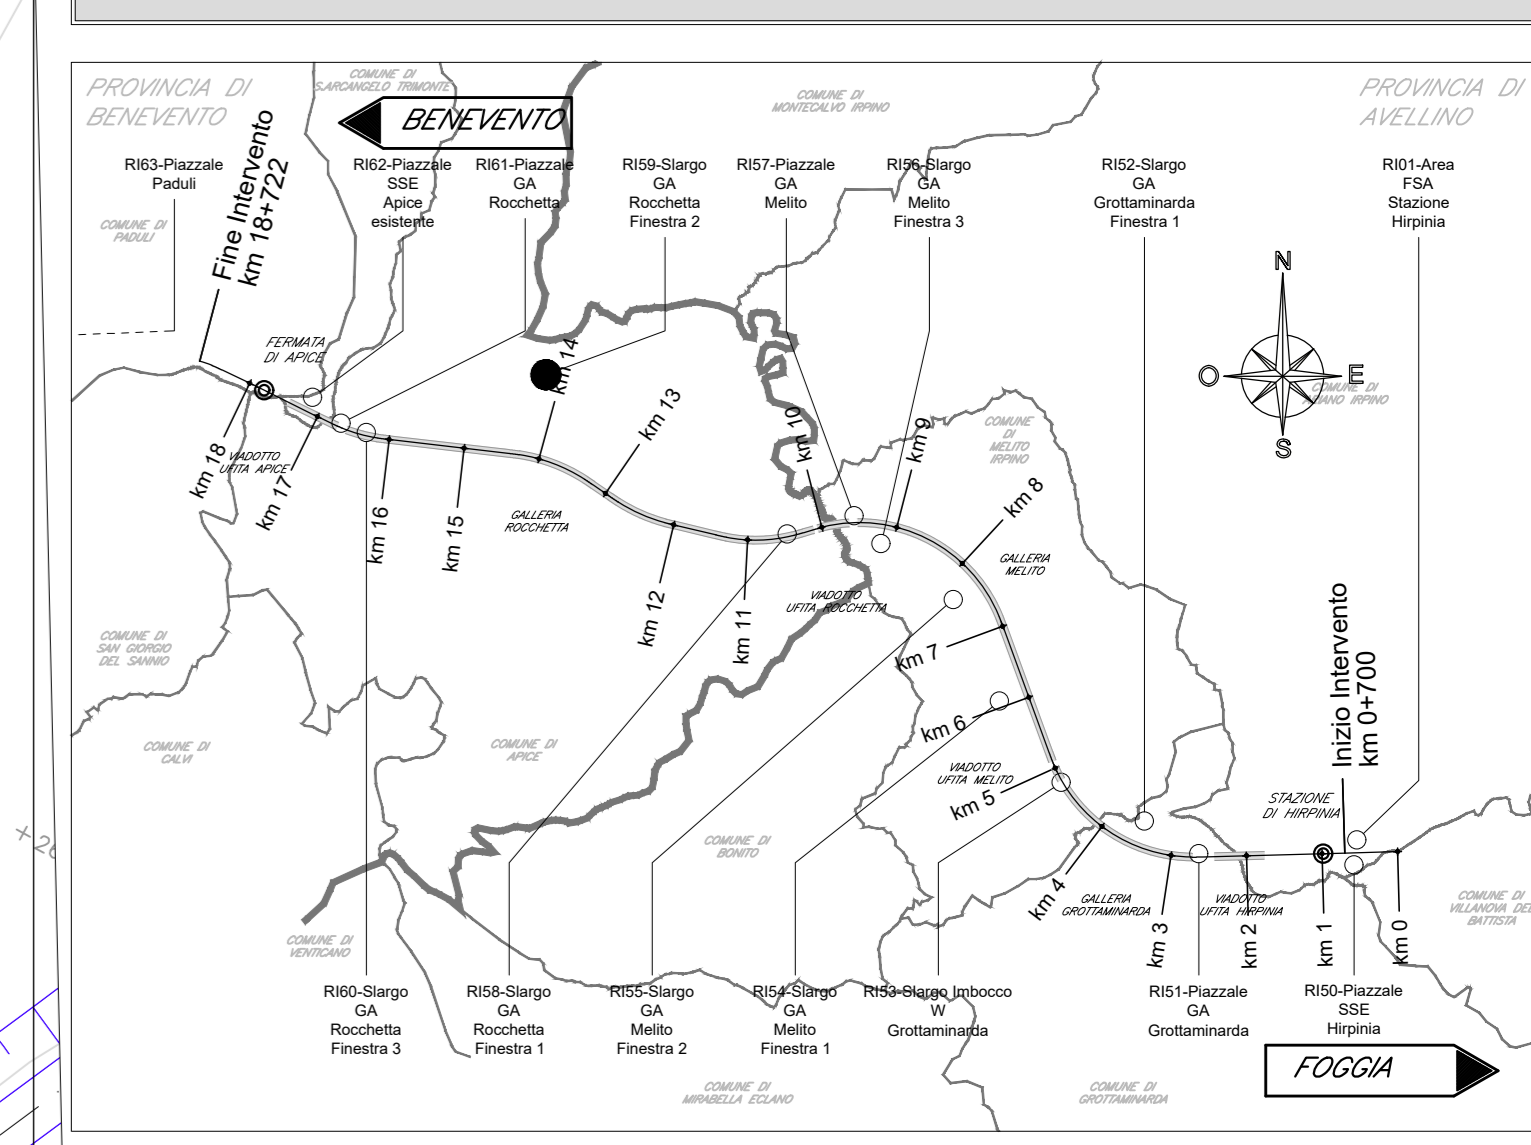 PROVINCIA DI
BENEVENTO
COMUNE DI
S.ARCANGELO TRIMONTE
BENEVENTO
COMUNE DI
MONTECALVO IRPINO
PROVINCIA DI
AVELLINO
RI63-Piazzale
Paduli
Fine Intervento
km 18+722
RI62-Piazzale
SSE
Apice
esistente
RI61-Piazzale
GA
Rocchetta
RI59-Slargo
GA
Rocchetta
Finestra 2
RI57-Piazzale
GA
Melito
RI56-Slargo
GA
Melito
Finestra 3
RI52-Slargo
GA
Grottaminarda
Finestra 1
RI01-Area
FSA
Stazione
Hirpinia
COMUNE DI
PADULI
N
O
E
S
COMUNE DI
ARIANO IRPINO
FERMATA
DI APICE
km 14
km 13
km 10
km 9
COMUNE
DI
MELITO
IRPINO
km 18
VIADOTTO
UFITA APICE
km 17
km 16
km 15
GALLERIA
ROCCHETTA
km 8
GALLERIA
MELITO
km 12
km 11
VIADOTTO
UFITA ROCCHETTA
km 7
COMUNE DI
SAN GIORGIO
DEL SANNIO
Inizio Intervento
km 0+700
km 6
COMUNE DI
CALVI
COMUNE DI
APICE
VIADOTTO
UFITA MELITO
km 5
STAZIONE
DI HIRPINIA
COMUNE DI
BONITO
km 4
GALLERIA
GROTTAMINARDA
VIADOTTO
UFITA HIRPINIA
km 3
km 2
km 1
km 0
COMUNE DI
VILLANOVA DEL
BATTISTA
COMUNE DI
VENTICANO
RI60-Slargo
GA
Rocchetta
Finestra 3
RI58-Slargo
GA
Rocchetta
Finestra 1
RI55-Slargo
GA
Melito
Finestra 2
RI54-Slargo
GA
Melito
Finestra 1
RI53-Slargo Imbocco
W
Grottaminarda
RI51-Piazzale
GA
Grottaminarda
RI50-Piazzale
SSE
Hirpinia
FOGGIA
COMUNE DI
MIRABELLA ECLANO
COMUNE DI
GROTTAMINARDA